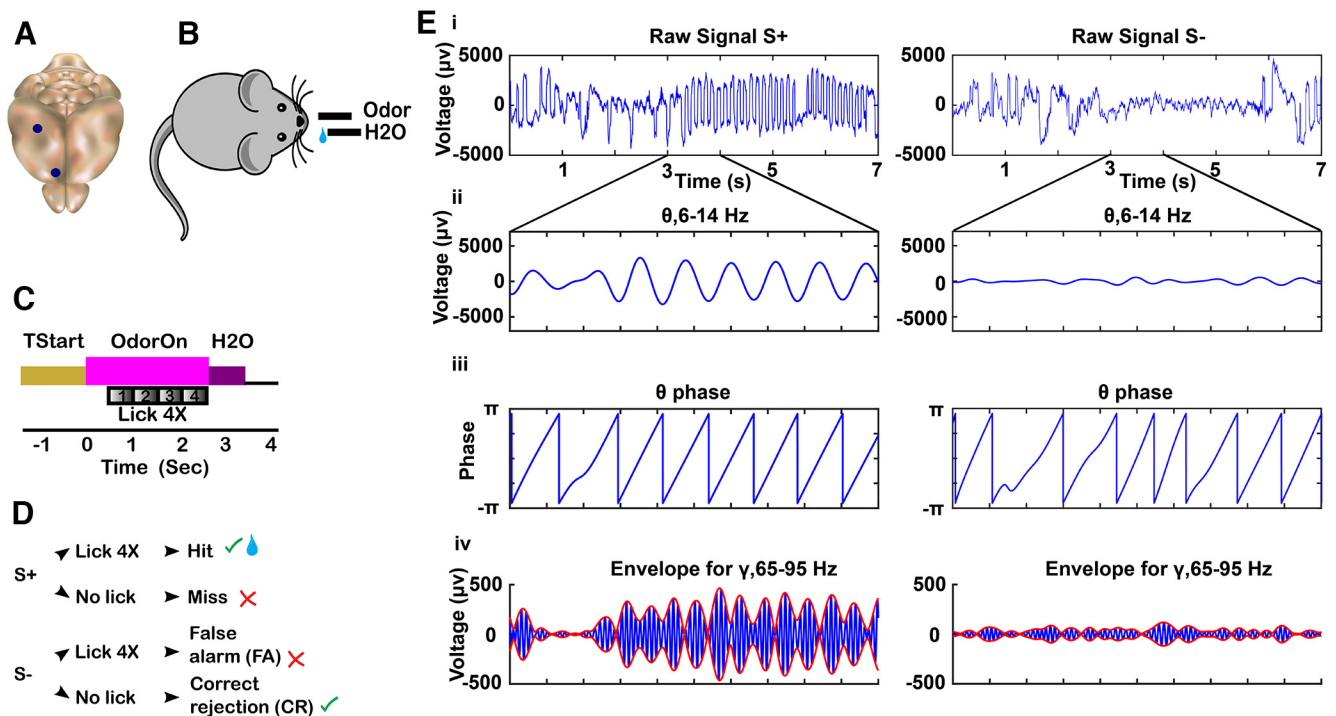 A
B
Odor
H2O
C
TStart OdorOn H2O
1 2 3 4
Lick 4X
-1 0 1 2 3 4
Time (Sec)
D
S+
Lick 4X Hit
No lick Miss
S-
Lick 4X False alarm (FA)
No lick Correct rejection (CR)
E
i
Raw Signal S+
Voltage (μv)
5000
0
-5000
1 3 5 7
Time (s)
Raw Signal S-
5000
0
-5000
1 3 5 7
Time (s)
ii
θ,6-14 Hz
Voltage (μv)
5000
0
-5000
θ,6-14 Hz
5000
0
-5000
iii
θ phase
Phase
π
-π
θ phase
π
-π
iv
Envelope for γ,65-95 Hz
Voltage (μv)
500
0
-500
Envelope for γ,65-95 Hz
500
0
-500